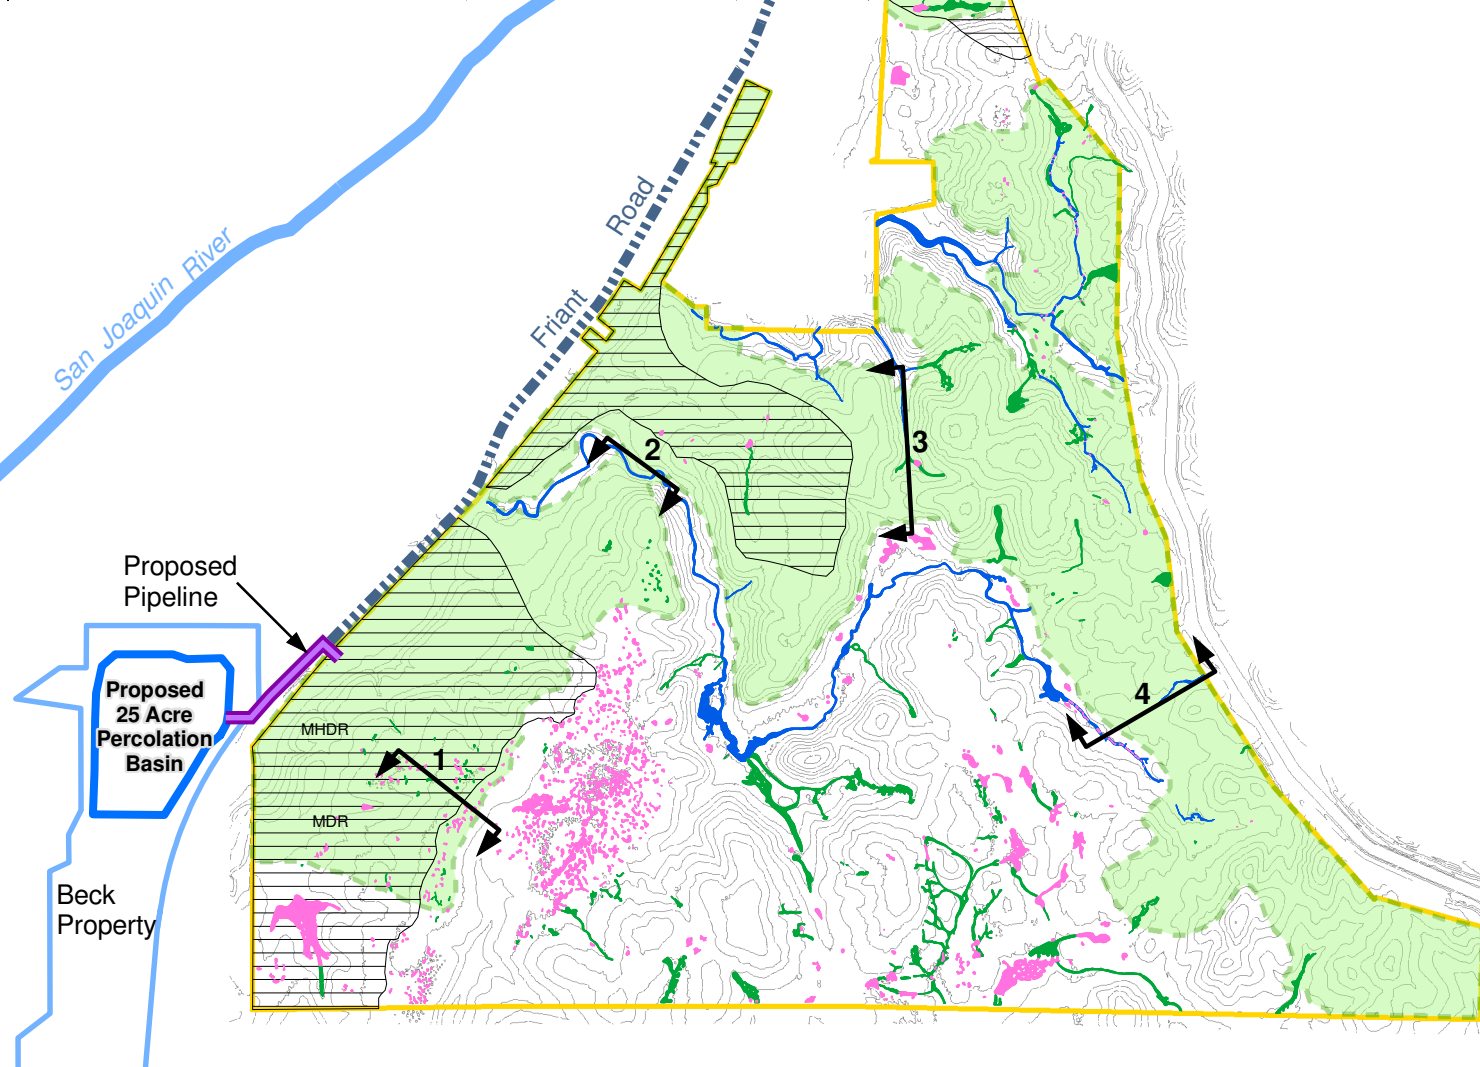 San Joaquin River
Friant Road
2
3
Proposed
Pipeline
4
Proposed
25 Acre
Percolation
Basin
MHDR
1
MDR
Beck
Property